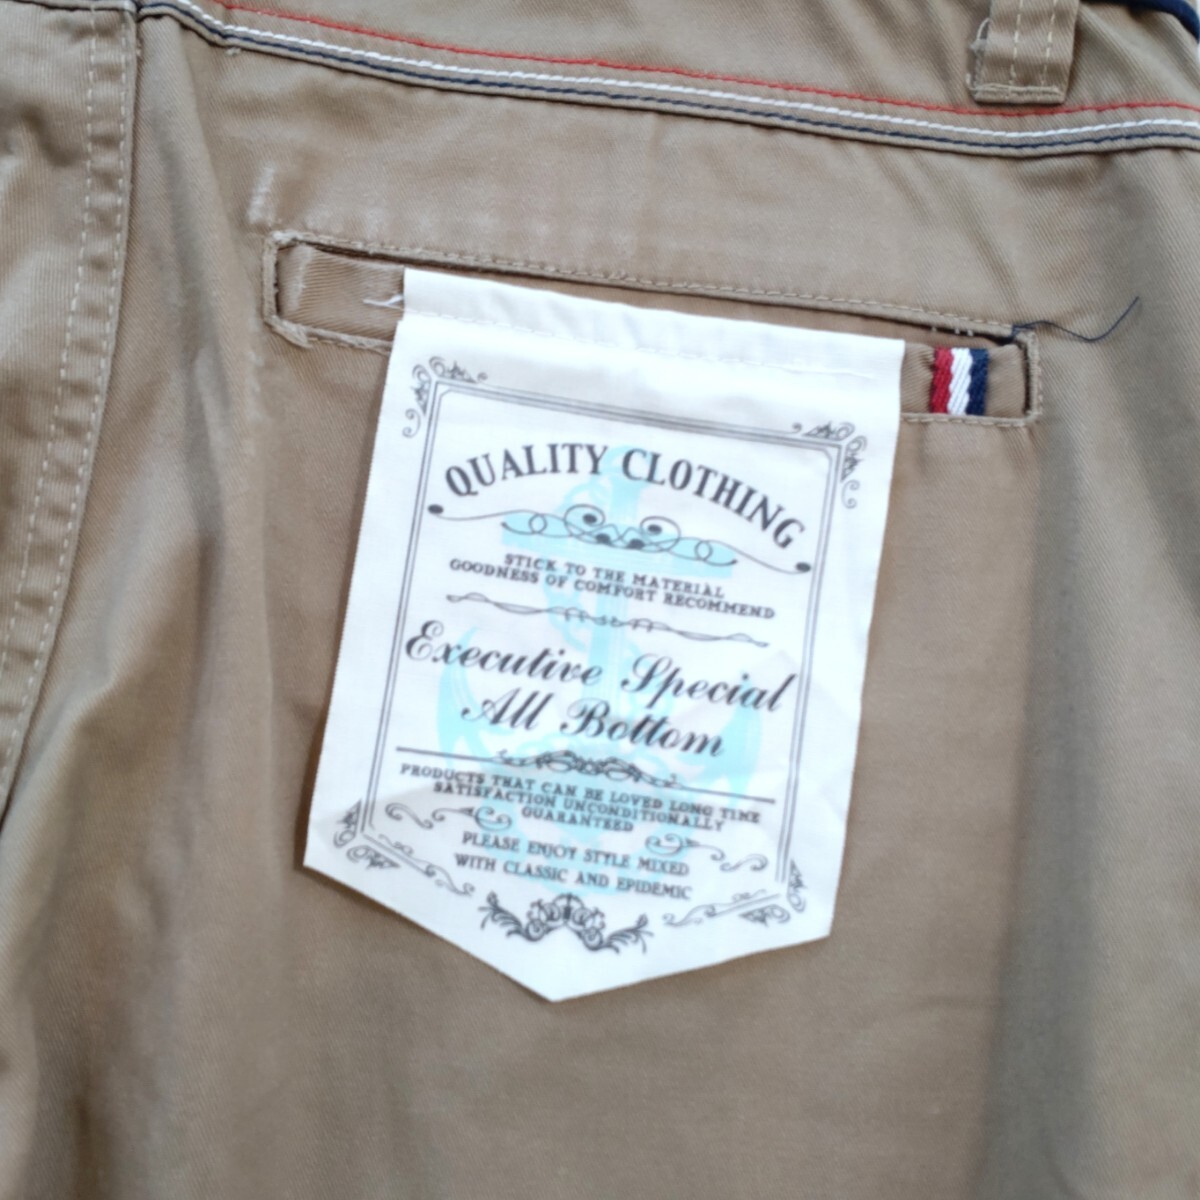 QUALITY CLOTHING
STICK TO THE MATERIAL
GOODNESS OF COMFORT RECOMMEND
Executive Special
All Bottom
PRODUCTS THAT CAN BE LOVED LONG TIME
SATISFACTION UNCONDITIONALLY
GUARANTEED
PLEASE ENJOY STYLE MIXED
WITH CLASSIC AND EPIDEMIC